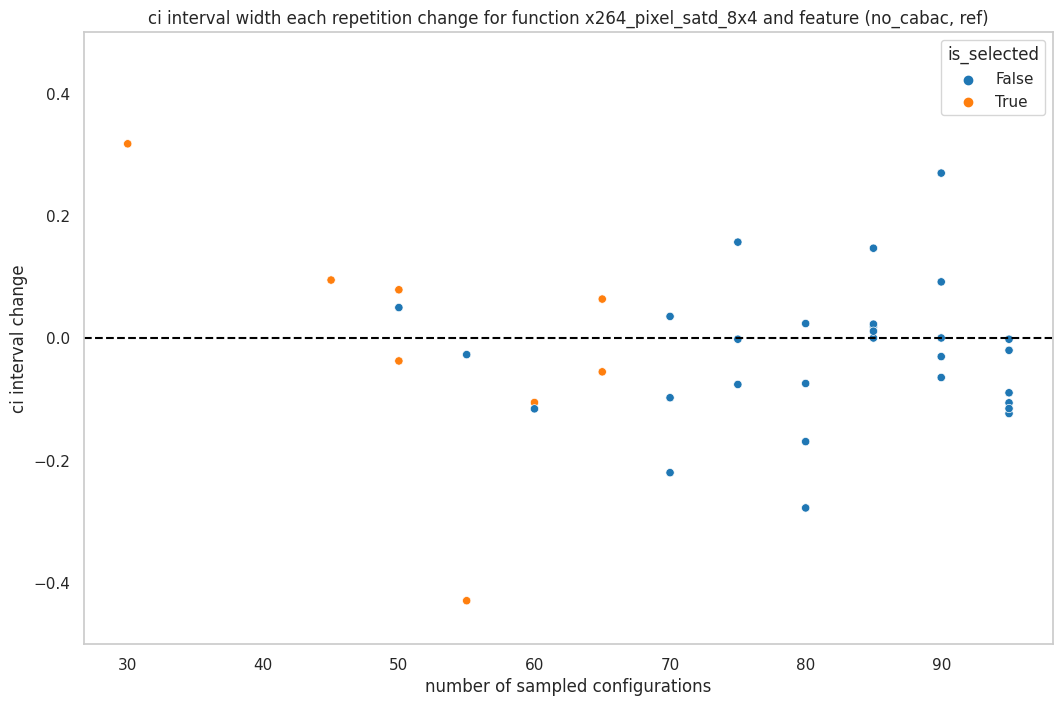 ci interval width each repetition change for function x264_pixel_satd_8x4 and feature (no_cabac, ref)
is_selected
False
True
ci interval change
0.4
0.2
0.0
−0.2
−0.4
30 40 50 60 70 80 90
number of sampled configurations